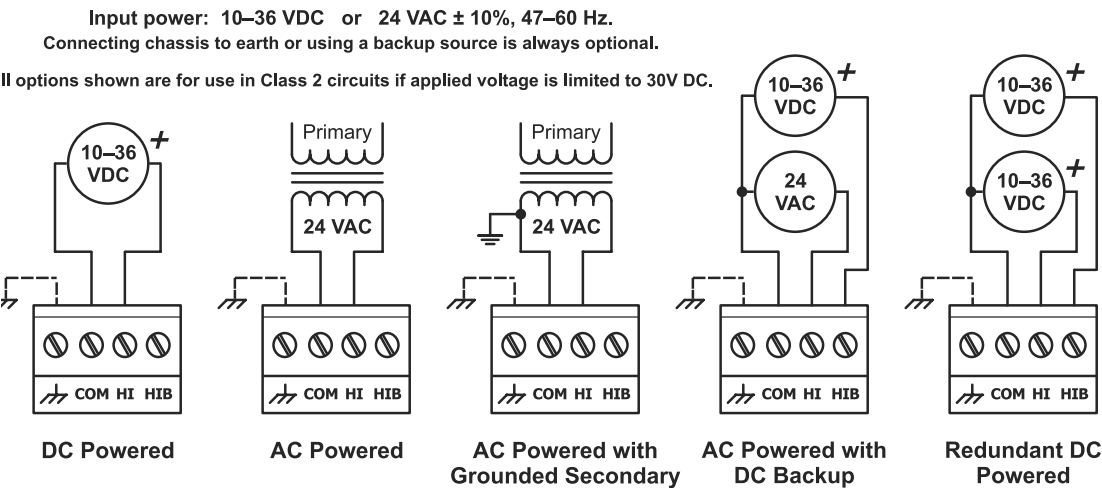 Input power: 10–36 VDC or 24 VAC ± 10%, 47–60 Hz.
Connecting chassis to earth or using a backup source is always optional.
ll options shown are for use in Class 2 circuits if applied voltage is limited to 30V DC.
+
10–36
VDC
COM HI HIB
DC Powered
Primary
24 VAC
COM HI HIB
AC Powered
Primary
24 VAC
COM HI HIB
AC Powered with
Grounded Secondary
+
10–36
VDC
24
VAC
COM HI HIB
AC Powered with
DC Backup
+
10–36
VDC
+
10–36
VDC
COM HI HIB
Redundant DC
Powered